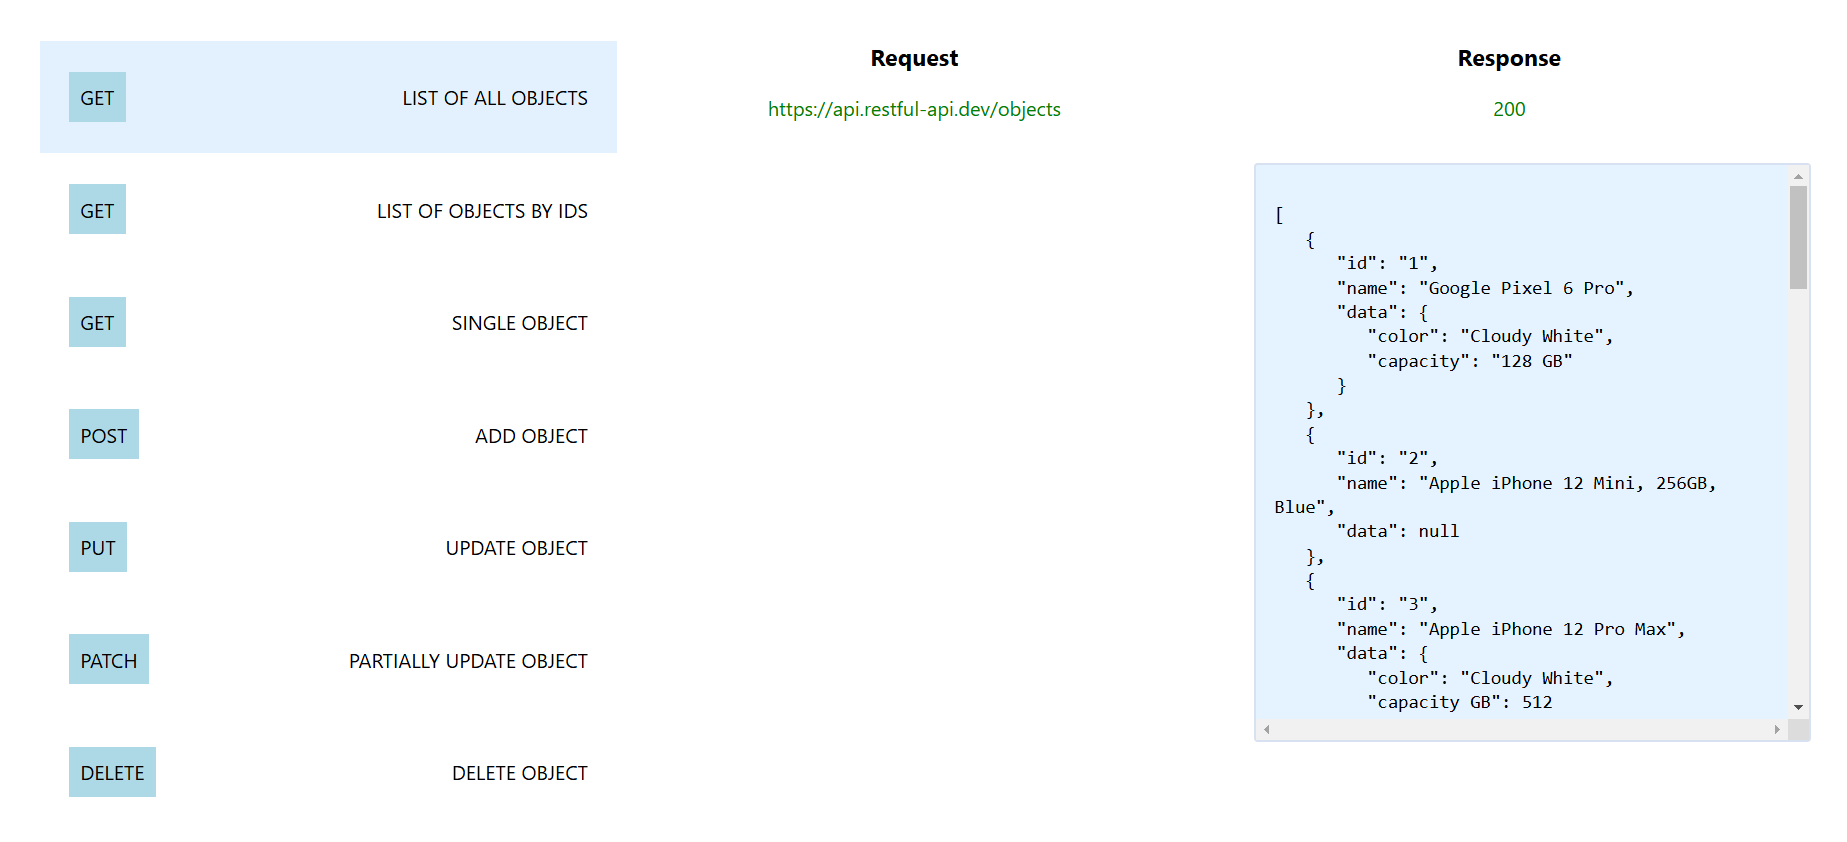 GET LIST OF ALL OBJECTS
GET LIST OF OBJECTS BY IDS
GET SINGLE OBJECT
POST ADD OBJECT
PUT UPDATE OBJECT
PATCH PARTIALLY UPDATE OBJECT
DELETE DELETE OBJECT
Request
https://api.restful-api.dev/objects
Response
200
[
   {
      "id": "1",
      "name": "Google Pixel 6 Pro",
      "data": {
         "color": "Cloudy White",
         "capacity": "128 GB"
      }
   },
   {
      "id": "2",
      "name": "Apple iPhone 12 Mini, 256GB,
Blue",
      "data": null
   },
   {
      "id": "3",
      "name": "Apple iPhone 12 Pro Max",
      "data": {
         "color": "Cloudy White",
         "capacity GB": 512